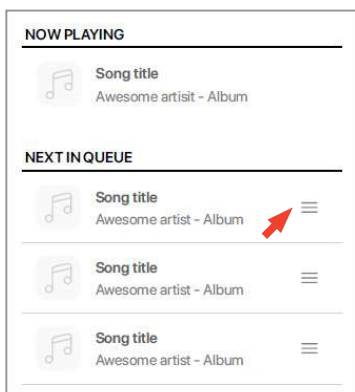 NOW PLAYING
Song title
Awesome artisit - Album
NEXT IN QUEUE
Song title
Awesome artist - Album
Song title
Awesome artist - Album
Song title
Awesome artist - Album